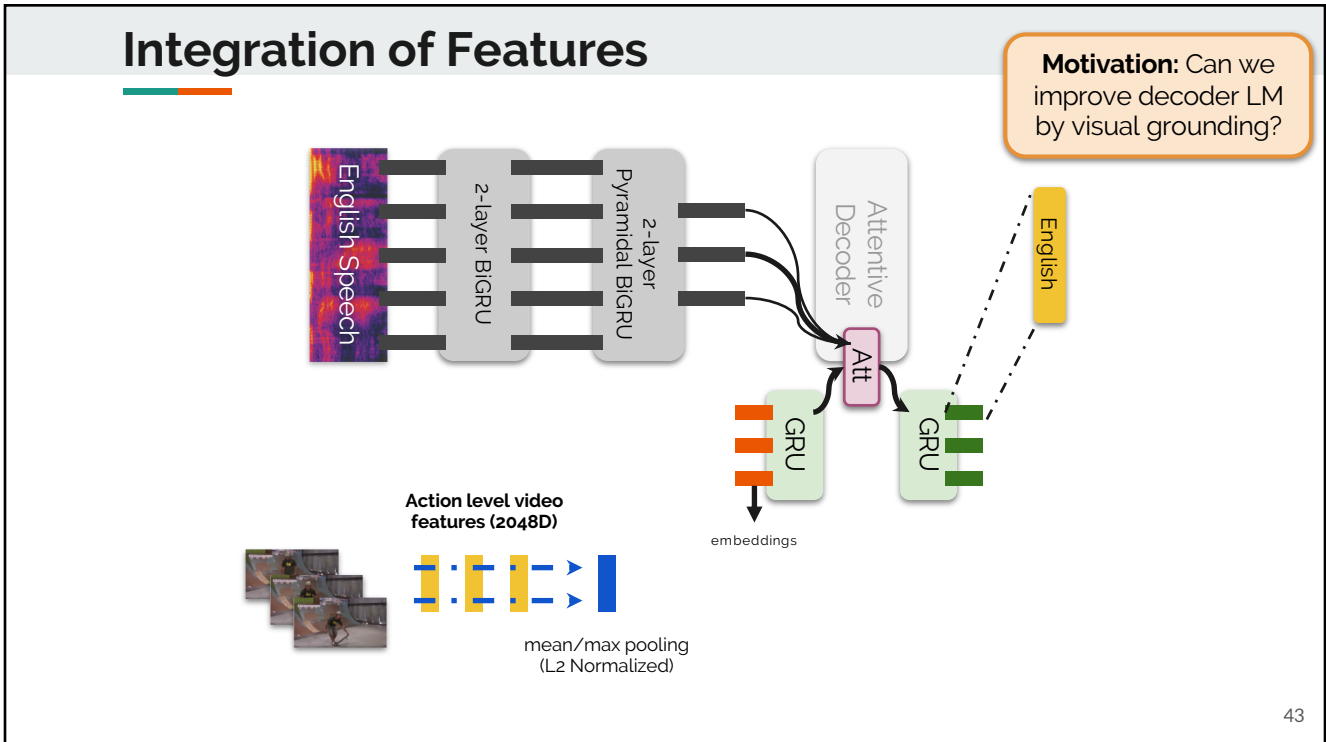 Integration of Features
Motivation: Can we
improve decoder LM
by visual grounding?
English Speech
2-layer BiGRU
2-layer
Pyramidal BiGRU
Attentive
Decoder
Att
English
GRU
GRU
embeddings
Action level video
features (2048D)
mean/max pooling
(L2 Normalized)
43